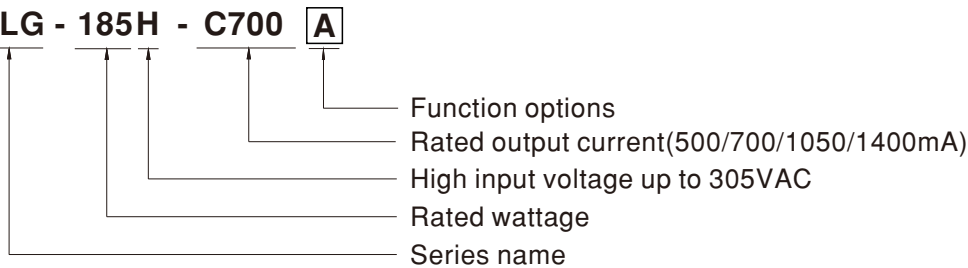 LG - 185H - C700 A
Function options
Rated output current(500/700/1050/1400mA)
High input voltage up to 305VAC
Rated wattage
Series name